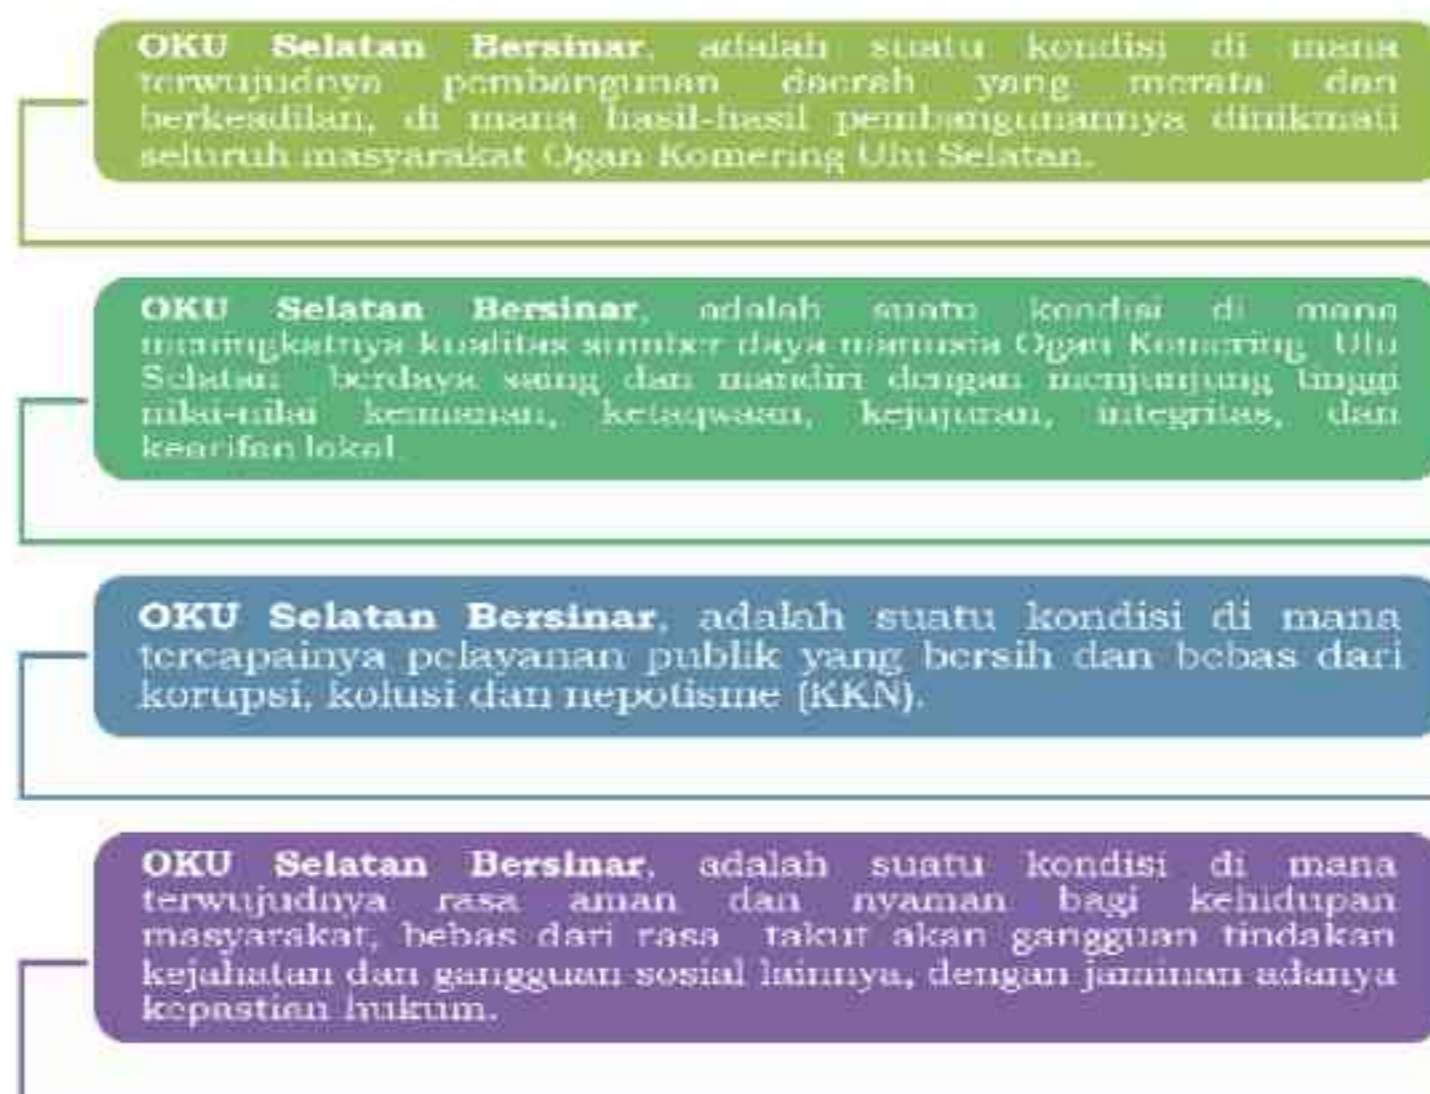 OKU Selatan Bersinar, adalah suatu kondisi di mana
terwujudnya pembangunan daerah yang merata dan
berkeadilan, di mana hasil-hasil pembangunannya dinikmati
seluruh masyarakat Ogan Komering Ulu Selatan.
OKU Selatan Bersinar, adalah suatu kondisi di mana
meningkatnya kualitas sumber daya manusia Ogan Komering Ulu
Selatan berdaya saing dan mandiri dengan menjunjung tinggi
nilai-nilai keimanan, ketaqwaan, kejujuran, integritas, dan
kearifan lokal.
OKU Selatan Bersinar, adalah suatu kondisi di mana
tercapainya pelayanan publik yang bersih dan bebas dari
korupsi, kolusi dan nepotisme (KKN).
OKU Selatan Bersinar, adalah suatu kondisi di mana
terwujudnya rasa aman dan nyaman bagi kehidupan
masyarakat, bebas dari rasa takut akan gangguan tindakan
kejahatan dan gangguan sosial lainnya, dengan jaminan adanya
kepastian hukum.